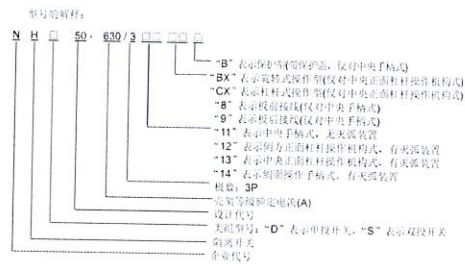 型号的解释:
N H □ 50 - 630 / 3 □ □ □ □ □
"B" 表示保护型(带保护盖，仅对中央手柄式)
"BX" 表示旋转式操作型(仅对中央正面杠杆操作机构式)
"CX" 表示杠杆式操作型(仅对中央正面杠杆操作机构式)
"8" 表示板前接线(仅对中央手柄式)
"9" 表示板后接线(仅对中央手柄式)
"11" 表示中央手柄式，无灭弧装置
"12" 表示侧方正面杠杆操作机构式，有灭弧装置
"13" 表示中央正面杠杆操作机构式，有灭弧装置
"14" 表示侧面操作手柄式，有灭弧装置
极数: 3P
壳架等级额定电流(A)
设计代号
类组型号: "D" 表示单投开关，"S" 表示双投开关
隔离开关
企业代号